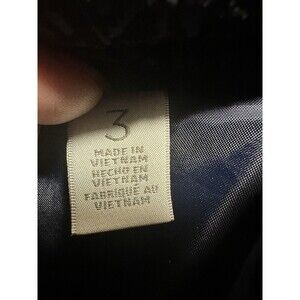 3
MADE IN
VIETNAM
HECHO EN
VIETNAM
FABRIQUÉ AU
VIETNAM